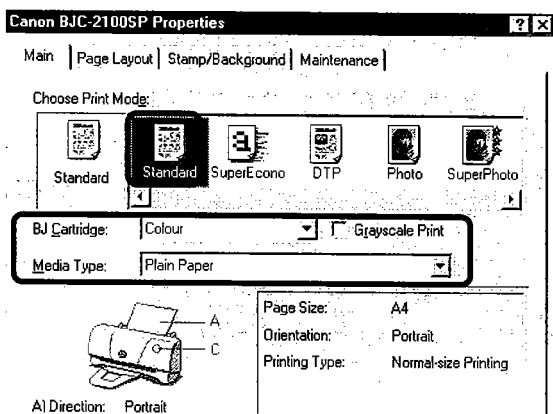 Canon BJC-2100SP Properties ? X
Main Page Layout Stamp/Background Maintenance
Choose Print Mode:
Standard Standard SuperEcono DTP Photo SuperPhoto
BJ Cartridge: Colour Grayscale Print
Media Type: Plain Paper
A
C
Page Size: A4
Orientation: Portrait
Printing Type: Normal-size Printing
A) Direction: Portrait